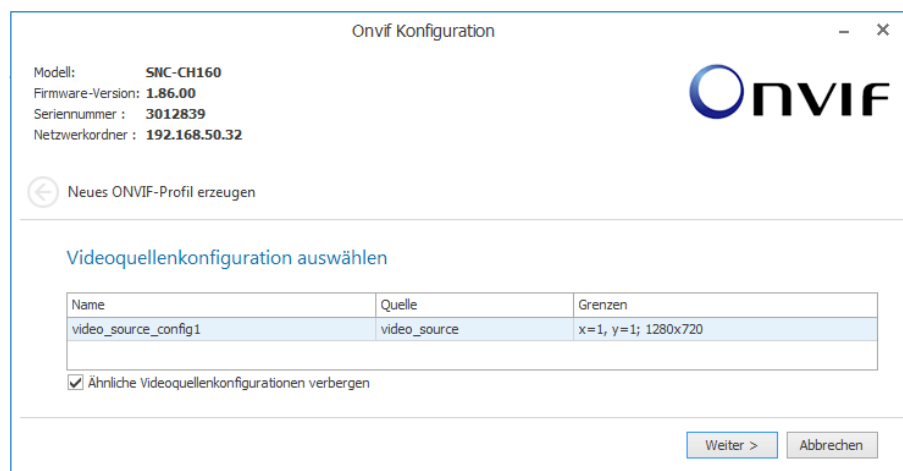 Onvif Konfiguration
Modell: SNC-CH160
Firmware-Version: 1.86.00
Seriennummer : 3012839
Netzwerkordner : 192.168.50.32
ONVIF
Neues ONVIF-Profil erzeugen
Videoquellenkonfiguration auswählen
Name Quelle Grenzen
video_source_config1 video_source x=1, y=1; 1280x720
Ähnliche Videoquellenkonfigurationen verbergen
Weiter > Abbrechen